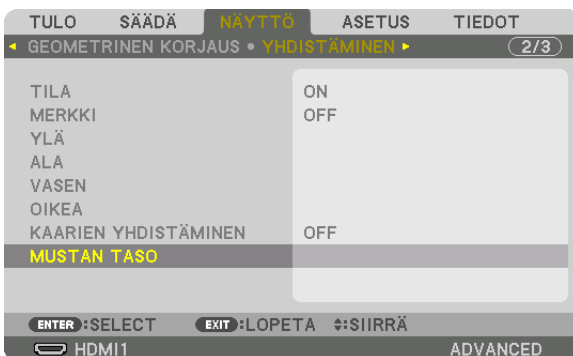 TULO SÄÄDÄ NÄYTTÖ ASETUS TIEDOT
GEOMETRINEN KORJAUS • YHDISTÄMINEN 2/3
TILA ON
MERKKI OFF
YLÄ
ALA
VASEN
OIKEA
KAARIEN YHDISTÄMINEN OFF
MUSTAN TASO
ENTER :SELECT EXIT :LOPETA :SIIRRÄ
HDMI1 ADVANCED